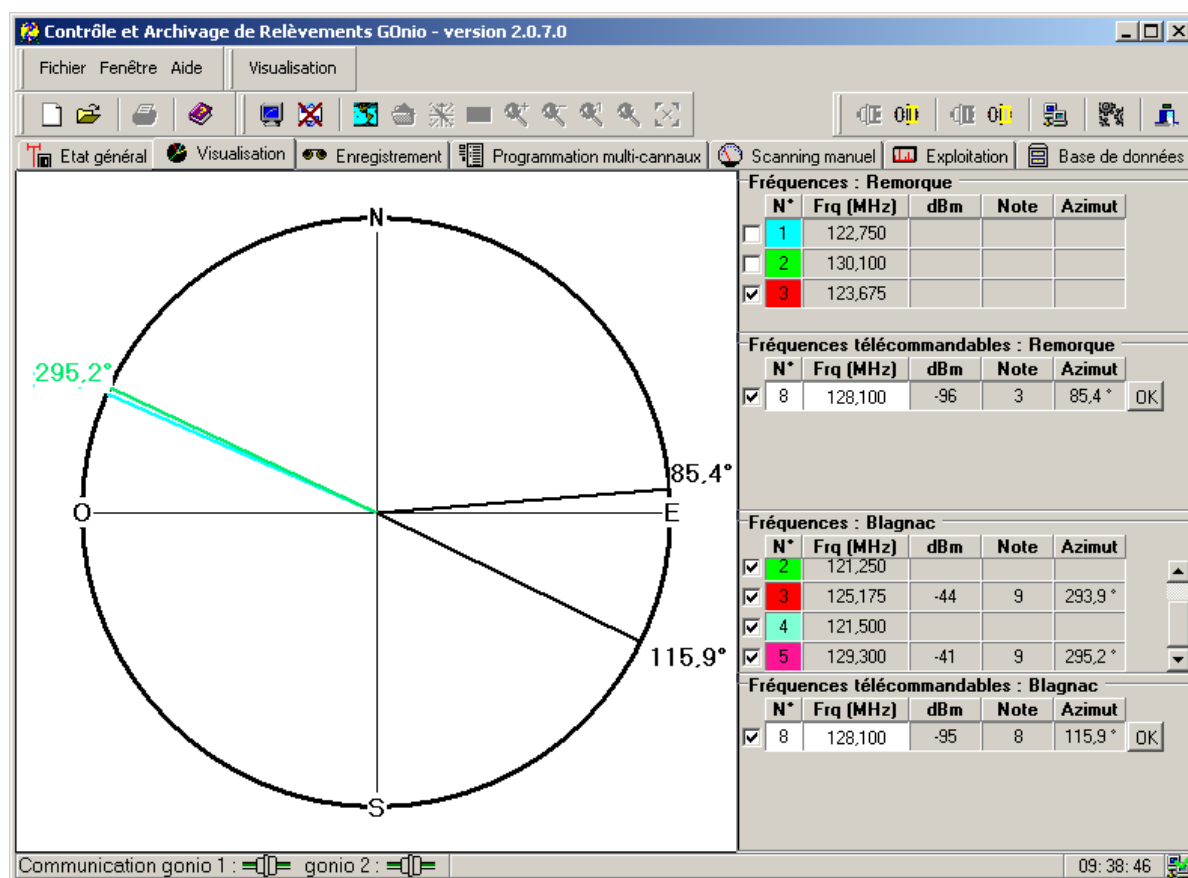 Contrôle et Archivage de Relèvements GOnio - version 2.0.7.0
Fichier Fenêtre Aide Visualisation
Etat général Visualisation Enregistrement Programmation multi-cannaux Scanning manuel Exploitation Base de données
N
295,2°
85,4°
O
E
115,9°
S
Fréquences : Remorque
N° Frq (MHz) dBm Note Azimut
1 122,750
2 130,100
3 123,675
Fréquences télécommandables : Remorque
N° Frq (MHz) dBm Note Azimut
8 128,100 -96 3 85,4 ° OK
Fréquences : Blagnac
N° Frq (MHz) dBm Note Azimut
2 121,250
3 125,175 -44 9 293,9 °
4 121,500
5 129,300 -41 9 295,2 °
Fréquences télécommandables : Blagnac
N° Frq (MHz) dBm Note Azimut
8 128,100 -95 8 115,9 ° OK
Communication gonio 1 : gonio 2 : 09: 38: 46